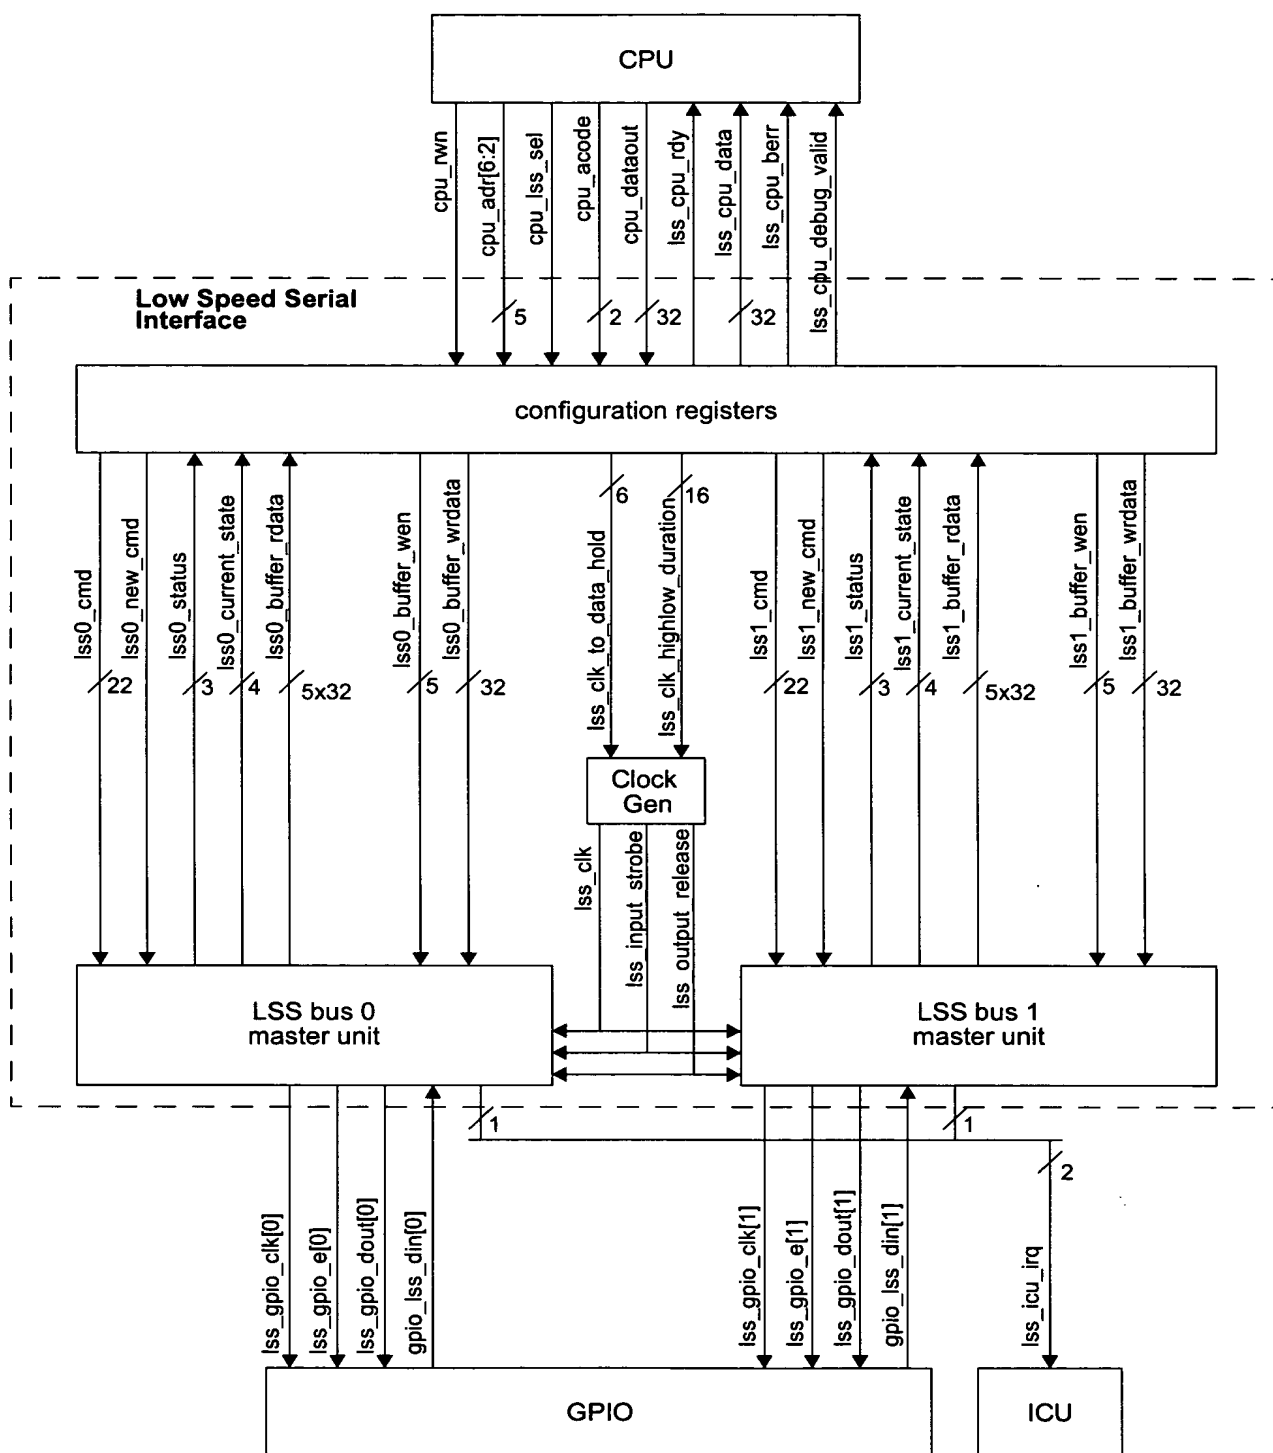 CPU
cpu_rwn
cpu_adr[6:2]
cpu_lss_sel
cpu_acode
cpu_dataout
lss_cpu_rdy
lss_cpu_data
lss_cpu_berr
lss_cpu_debug_valid
Low Speed Serial
Interface
5
2
32
32
configuration registers
lss0_cmd
lss0_new_cmd
lss0_status
lss0_current_state
lss0_buffer_rdata
lss0_buffer_wen
lss0_buffer_wrdata
lss_clk_to_data_hold
lss_clk_highlow_duration
lss1_cmd
lss1_new_cmd
lss1_status
lss1_current_state
lss1_buffer_rdata
lss1_buffer_wen
lss1_buffer_wrdata
6
16
22
3
4
5x32
5
32
22
3
4
5x32
5
32
Clock
Gen
lss_clk
lss_input_strobe
lss_output_release
LSS bus 0
master unit
LSS bus 1
master unit
1
1
2
lss_gpio_clk[0]
lss_gpio_e[0]
lss_gpio_dout[0]
gpio_lss_din[0]
lss_gpio_clk[1]
lss_gpio_e[1]
lss_gpio_dout[1]
gpio_lss_din[1]
lss_icu_irq
GPIO
ICU